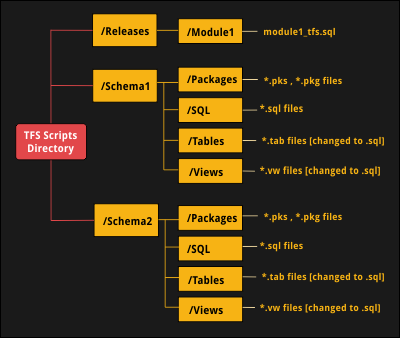 /Releases
/Module1
module1_tfs.sql
/Schema1
/Packages
*.pks , *.pkg files
/SQL
*.sql files
/Tables
*.tab files [changed to .sql]
/Views
*.vw files [changed to .sql]
TFS Scripts
Directory
/Schema2
/Packages
*.pks , *.pkg files
/SQL
*.sql files
/Tables
*.tab files [changed to .sql]
/Views
*.vw files [changed to .sql]